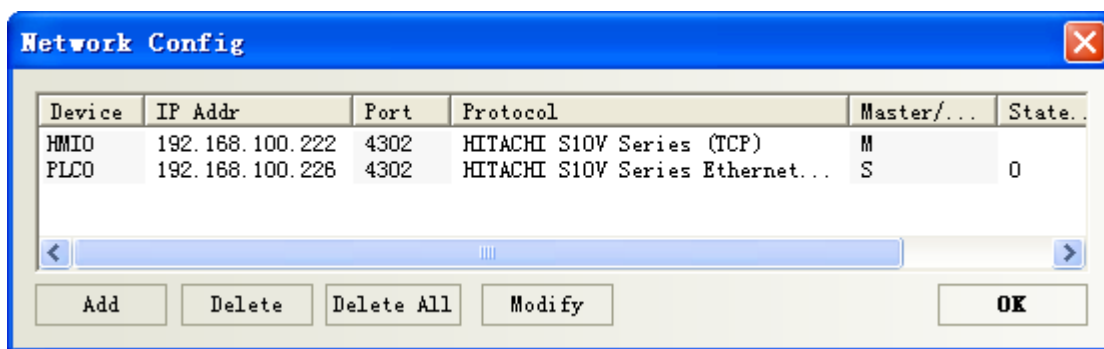 Network Config
Device IP Addr Port Protocol Master/... State..
HMI0 192.168.100.222 4302 HITACHI S10V Series (TCP) M
PLC0 192.168.100.226 4302 HITACHI S10V Series Ethernet... S 0
Add Delete Delete All Modify OK